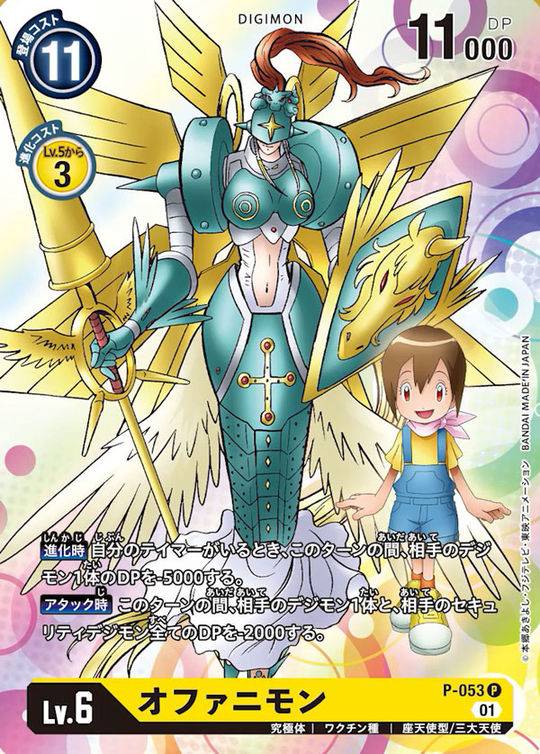 DIGIMON
登場コスト
11
DP
11000
進化コスト
Lv.5から
3
進化時 自分のテイマーがいるとき、このターンの間、相手のデジ
モン1体のDPを-5000する。
アタック時 このターンの間、相手のデジモン1体と、相手のセキュ
リティデジモン全てのDPを-2000する。
©本郷あきよし・フジテレビ・東映アニメーション BANDAI MADE IN JAPAN
P-053 P
01
Lv.6
オファニモン
究極体 | ワクチン種 | 座天使型/三大天使